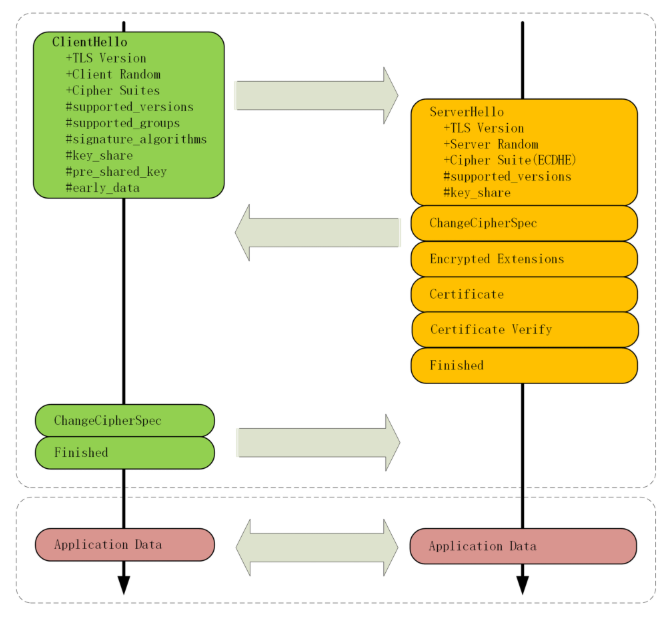 ClientHello
+TLS Version
+Client Random
+Cipher Suites
#supported_versions
#supported_groups
#signature_algorithms
#key_share
#pre_shared_key
#early_data
ServerHello
+TLS Version
+Server Random
+Cipher Suite(ECDHE)
#supported_versions
#key_share
ChangeCipherSpec
Encrypted Extensions
Certificate
Certificate Verify
Finished
ChangeCipherSpec
Finished
Application Data
Application Data